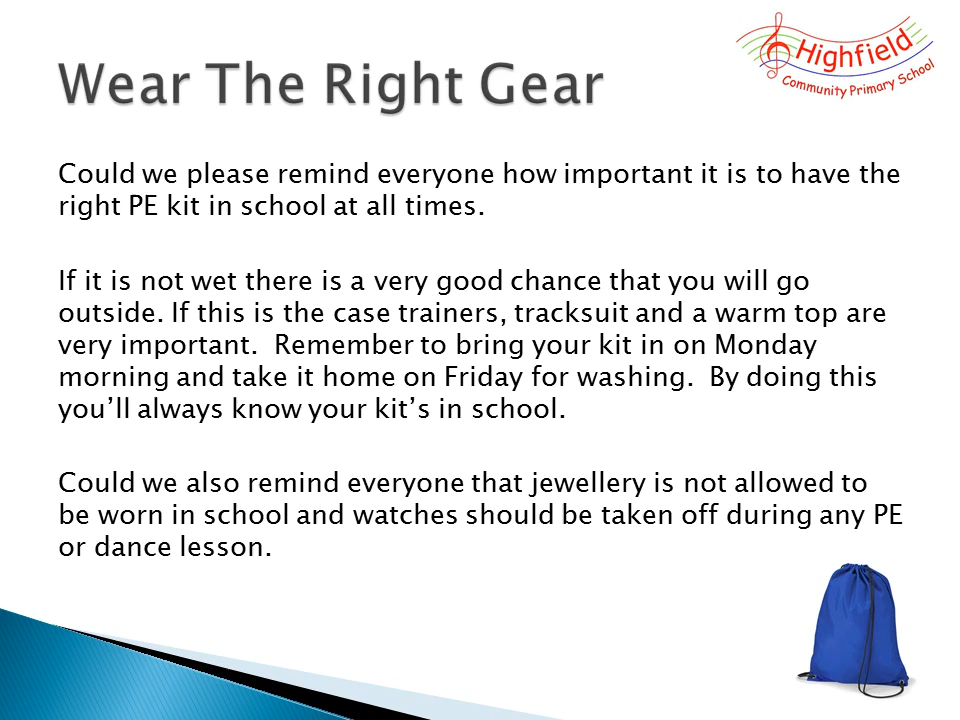 Highfield
Community Primary School
Wear The Right Gear
Could we please remind everyone how important it is to have the
right PE kit in school at all times.
If it is not wet there is a very good chance that you will go
outside. If this is the case trainers, tracksuit and a warm top are
very important.  Remember to bring your kit in on Monday
morning and take it home on Friday for washing.  By doing this
you’ll always know your kit’s in school.
Could we also remind everyone that jewellery is not allowed to
be worn in school and watches should be taken off during any PE
or dance lesson.